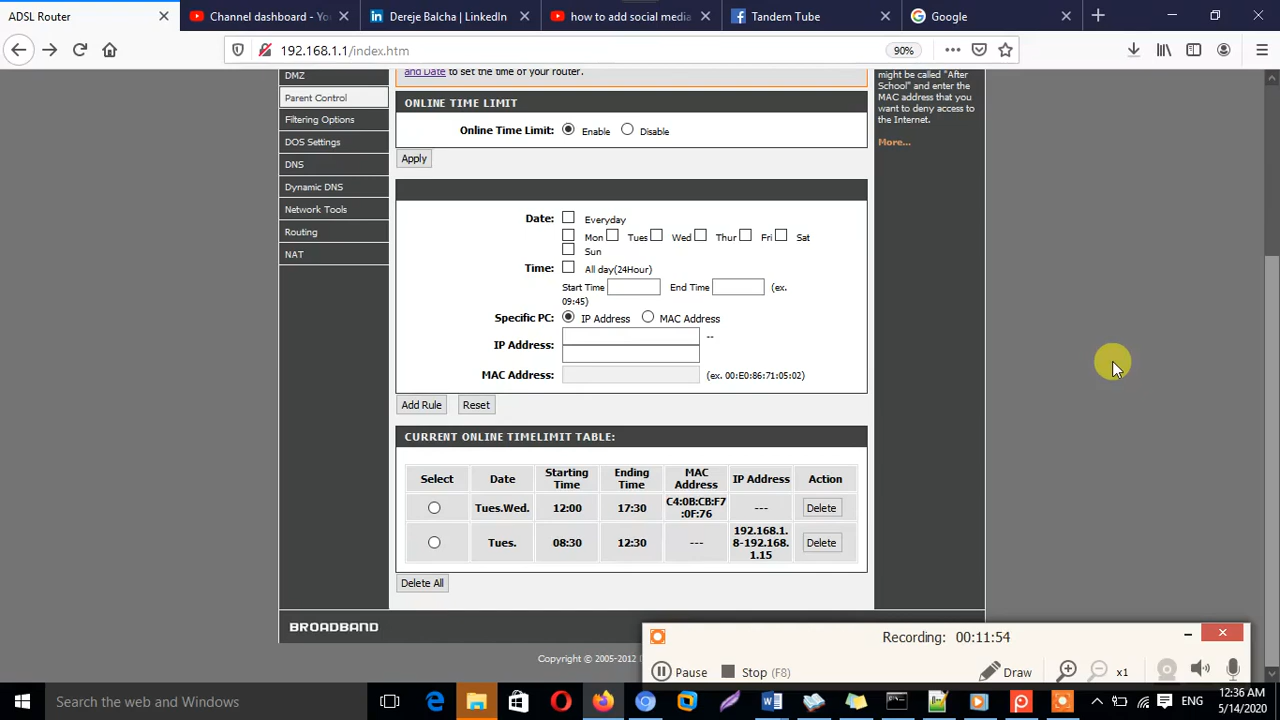 ADSL Router
Channel dashboard - Yo
Dereje Balcha | LinkedIn
how to add social media
Tandem Tube
Google
192.168.1.1/index.htm
90%
DMZ
Parent Control
Filtering Options
DOS Settings
DNS
Dynamic DNS
Network Tools
Routing
NAT
and Date to set the time of your router.
ONLINE TIME LIMIT
Online Time Limit: Enable Disable
Apply
Date: Everyday
Mon Tues Wed Thur Fri Sat
Sun
Time: All day(24Hour)
Start Time End Time (ex.
09:45)
Specific PC: IP Address MAC Address
IP Address: --
MAC Address: (ex. 00:E0:86:71:05:02)
Add Rule Reset
CURRENT ONLINE TIMELIMIT TABLE:
Select Date Starting Time Ending Time MAC Address IP Address Action
Tues.Wed. 12:00 17:30 C4:0B:CB:F7:0F:76 --- Delete
Tues. 08:30 12:30 --- 192.168.1.8-192.168.1.15 Delete
Delete All
might be called "After
School" and enter the
MAC address that you
want to deny access to
the Internet.
More...
BROADBAND
Copyright © 2005-2012
Recording: 00:11:54
Pause Stop (F8) Draw x1
Search the web and Windows
ENG
12:36 AM
5/14/2020